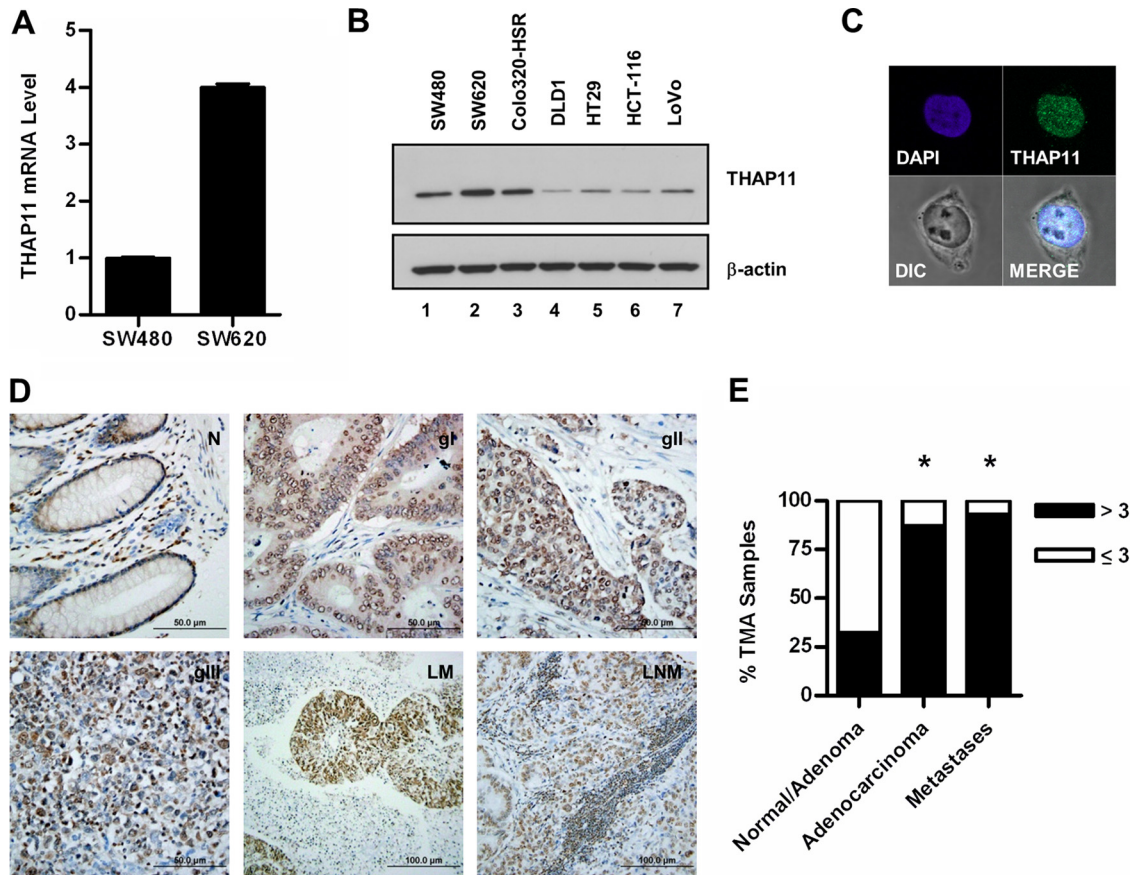 A
THAP11 mRNA Level
5
4
3
2
1
0
SW480 SW620
B
SW480
SW620
Colo320-HSR
DLD1
HT29
HCT-116
LoVo
THAP11
β-actin
1 2 3 4 5 6 7
C
DAPI THAP11
DIC MERGE
D
N
50.0 µm
gI
50.0 µm
gII
50.0 µm
gIII
50.0 µm
LM
100.0 µm
LNM
100.0 µm
E
* *
% TMA Samples
100
75
50
25
0
> 3
≤ 3
Normal/Adenoma
Adenocarcinoma
Metastases